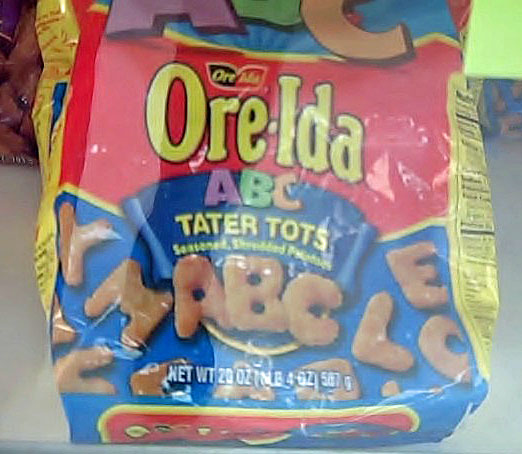 ABC
Ore Ida
Ore-Ida
ABC
TATER TOTS
Seasoned, Shredded Potatoes
ABC
NET WT 20 OZ (1 LB 4 OZ) 567 g